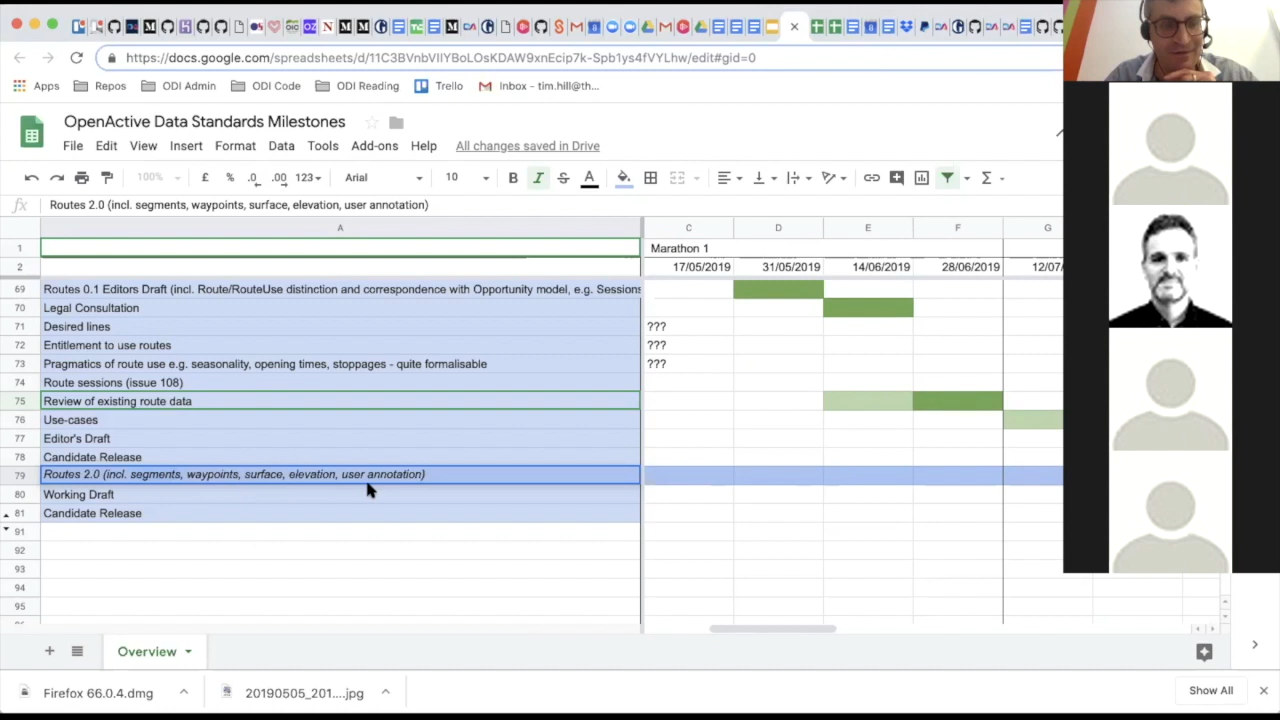 https://docs.google.com/spreadsheets/d/11C3BVnbVIIYBoLOsKDAW9xnEcip7k-Spb1ys4fVYLhw/edit#gid=0
Apps Repos ODI Admin ODI Code ODI Reading Trello Inbox - tim.hill@th...
OpenActive Data Standards Milestones
File Edit View Insert Format Data Tools Add-ons Help All changes saved in Drive
100% £ % .0 .00 123 Arial 10 B I S A
fx Routes 2.0 (incl. segments, waypoints, surface, elevation, user annotation)
A C D E F G
1 Marathon 1
2 17/05/2019 31/05/2019 14/06/2019 28/06/2019 12/07/
69 Routes 0.1 Editors Draft (incl. Route/RouteUse distinction and correspondence with Opportunity model, e.g. Sessions
70 Legal Consultation
71 Desired lines ???
72 Entitlement to use routes ???
73 Pragmatics of route use e.g. seasonality, opening times, stoppages - quite formalisable ???
74 Route sessions (issue 108)
75 Review of existing route data
76 Use-cases
77 Editor's Draft
78 Candidate Release
79 Routes 2.0 (incl. segments, waypoints, surface, elevation, user annotation)
80 Working Draft
81 Candidate Release
91
92
93
94
95
Overview
Firefox 66.0.4.dmg 20190505_201....jpg Show All